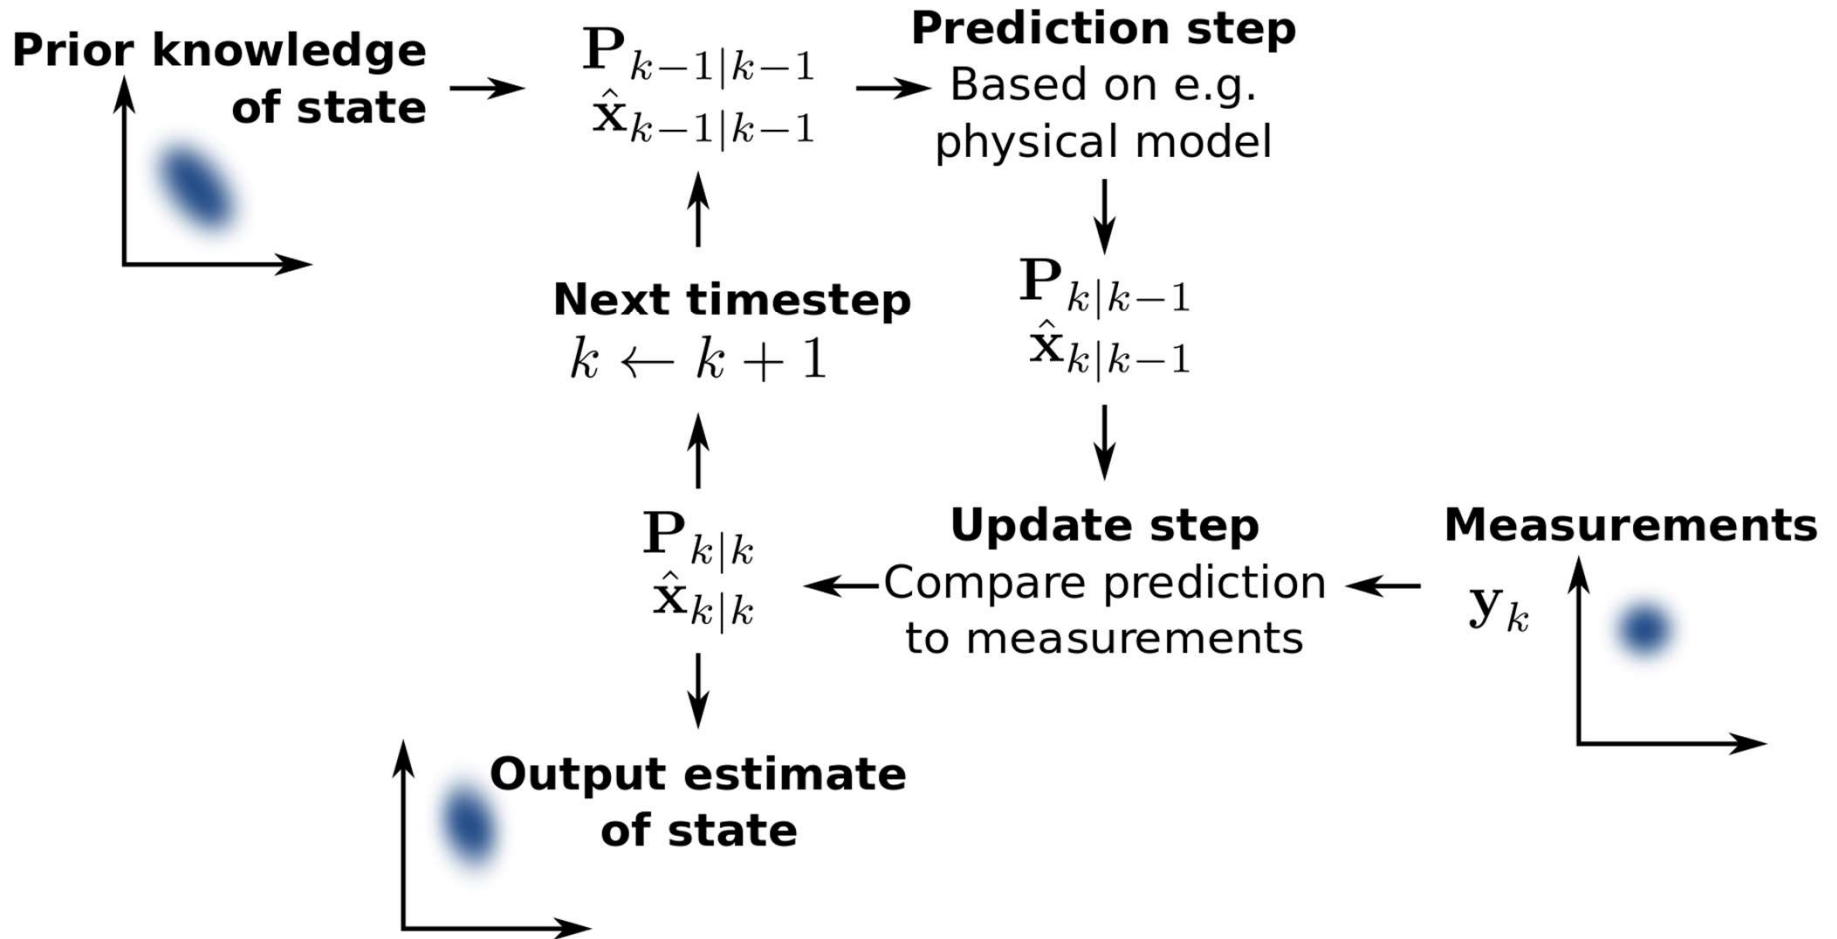 Prior knowledge
of state
P_{k−1|k−1}
x̂_{k−1|k−1}
Prediction step
Based on e.g.
physical model
P_{k|k−1}
x̂_{k|k−1}
Next timestep
k ← k + 1
Update step
Compare prediction
to measurements
Measurements
y_k
P_{k|k}
x̂_{k|k}
Output estimate
of state